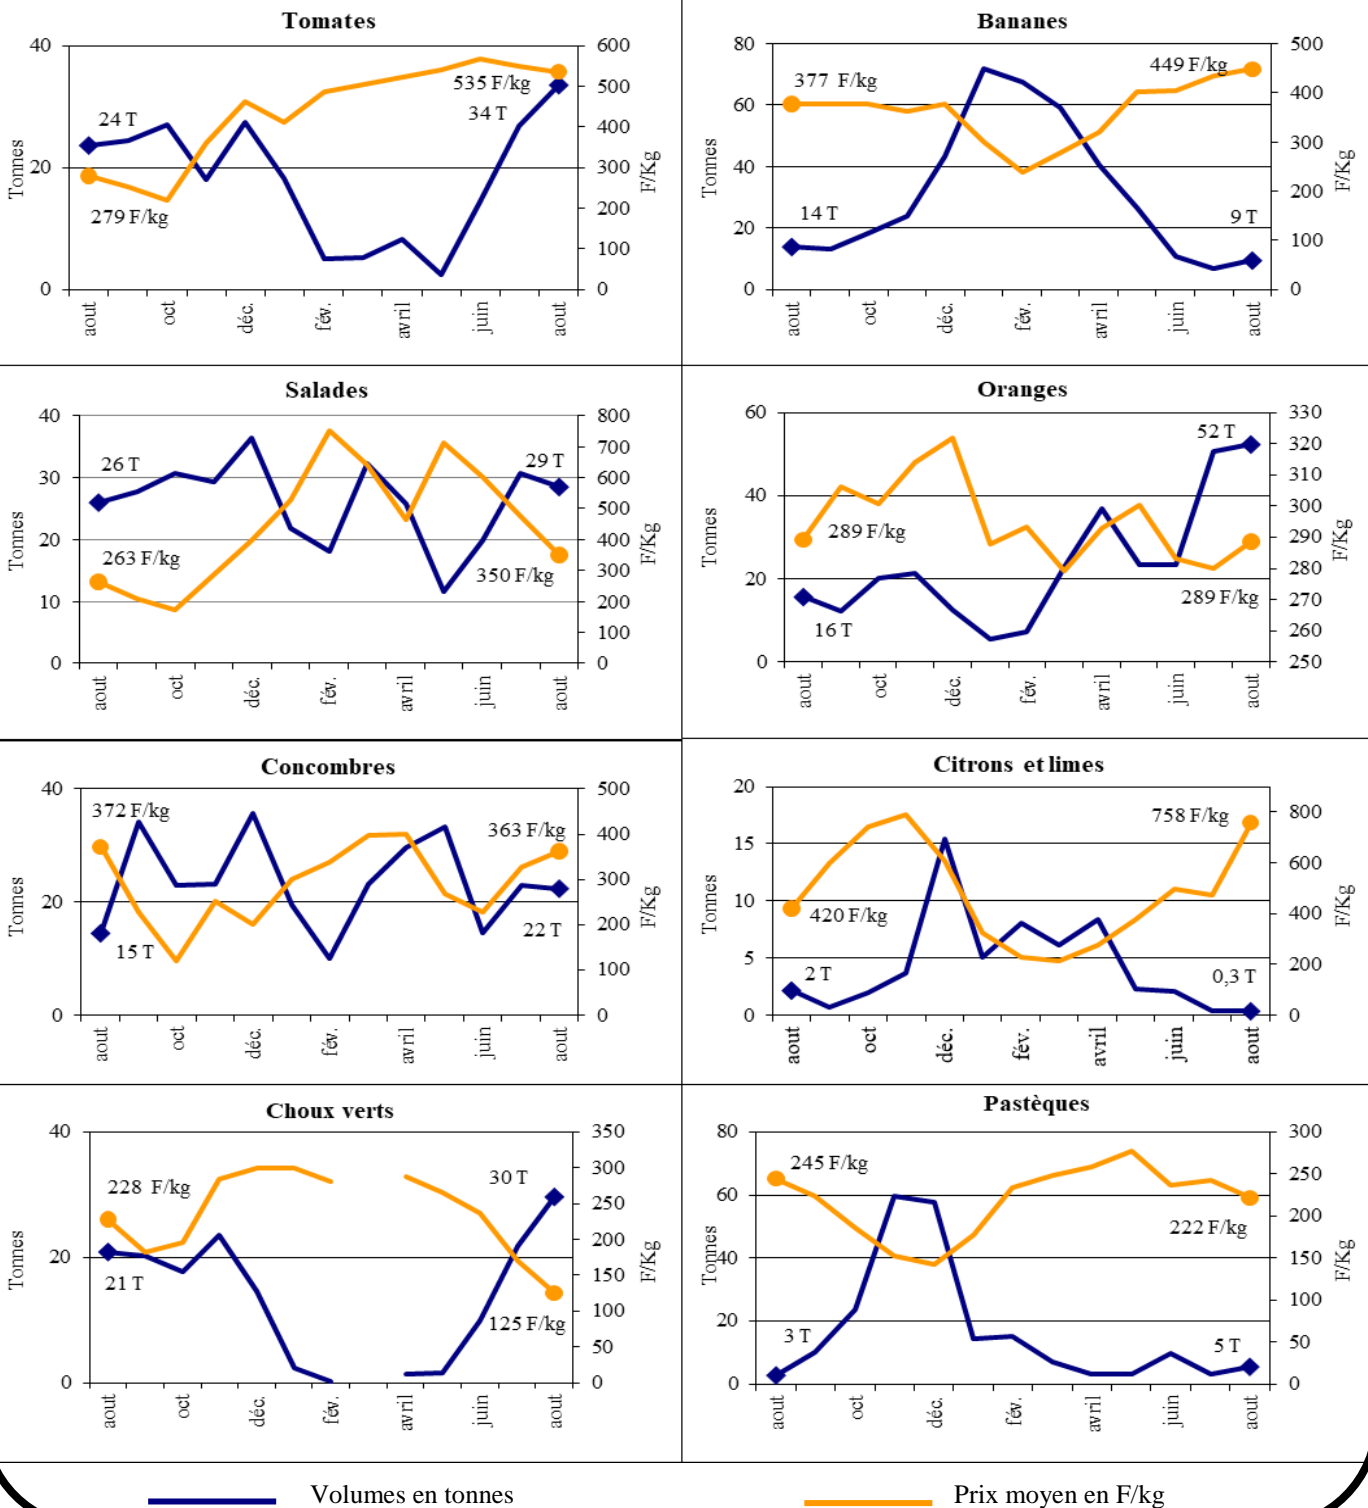 Tomates
40
20
0
Tonnes
600
500
400
300
200
100
0
F/Kg
24 T
279 F/kg
535 F/kg
34 T
aout
oct
déc.
fév.
avril
juin
aout
Bananes
80
60
40
20
0
Tonnes
500
400
300
200
100
0
F/Kg
377 F/kg
449 F/kg
14 T
9 T
aout
oct
déc.
fév.
avril
juin
aout
Salades
40
30
20
10
0
Tonnes
800
700
600
500
400
300
200
100
0
F/Kg
26 T
29 T
263 F/kg
350 F/kg
aout
oct
déc.
fév.
avril
juin
aout
Oranges
60
40
20
0
Tonnes
330
320
310
300
290
280
270
260
250
F/Kg
52 T
289 F/kg
289 F/kg
16 T
aout
oct
déc.
fév.
avril
juin
aout
Concombres
40
20
0
Tonnes
500
400
300
200
100
0
F/Kg
372 F/kg
363 F/kg
15 T
22 T
aout
oct
déc.
fév.
avril
juin
aout
Citrons et limes
20
15
10
5
0
Tonnes
800
600
400
200
0
F/Kg
758 F/kg
420 F/kg
2 T
0,3 T
aout
oct
déc.
fév.
avril
juin
aout
Choux verts
40
20
0
Tonnes
350
300
250
200
150
100
50
0
F/Kg
228 F/kg
30 T
21 T
125 F/kg
aout
oct
déc.
fév.
avril
juin
aout
Pastèques
80
60
40
20
0
Tonnes
300
250
200
150
100
50
0
F/Kg
245 F/kg
222 F/kg
3 T
5 T
aout
oct
déc.
fév.
avril
juin
aout
Volumes en tonnes
Prix moyen en F/kg